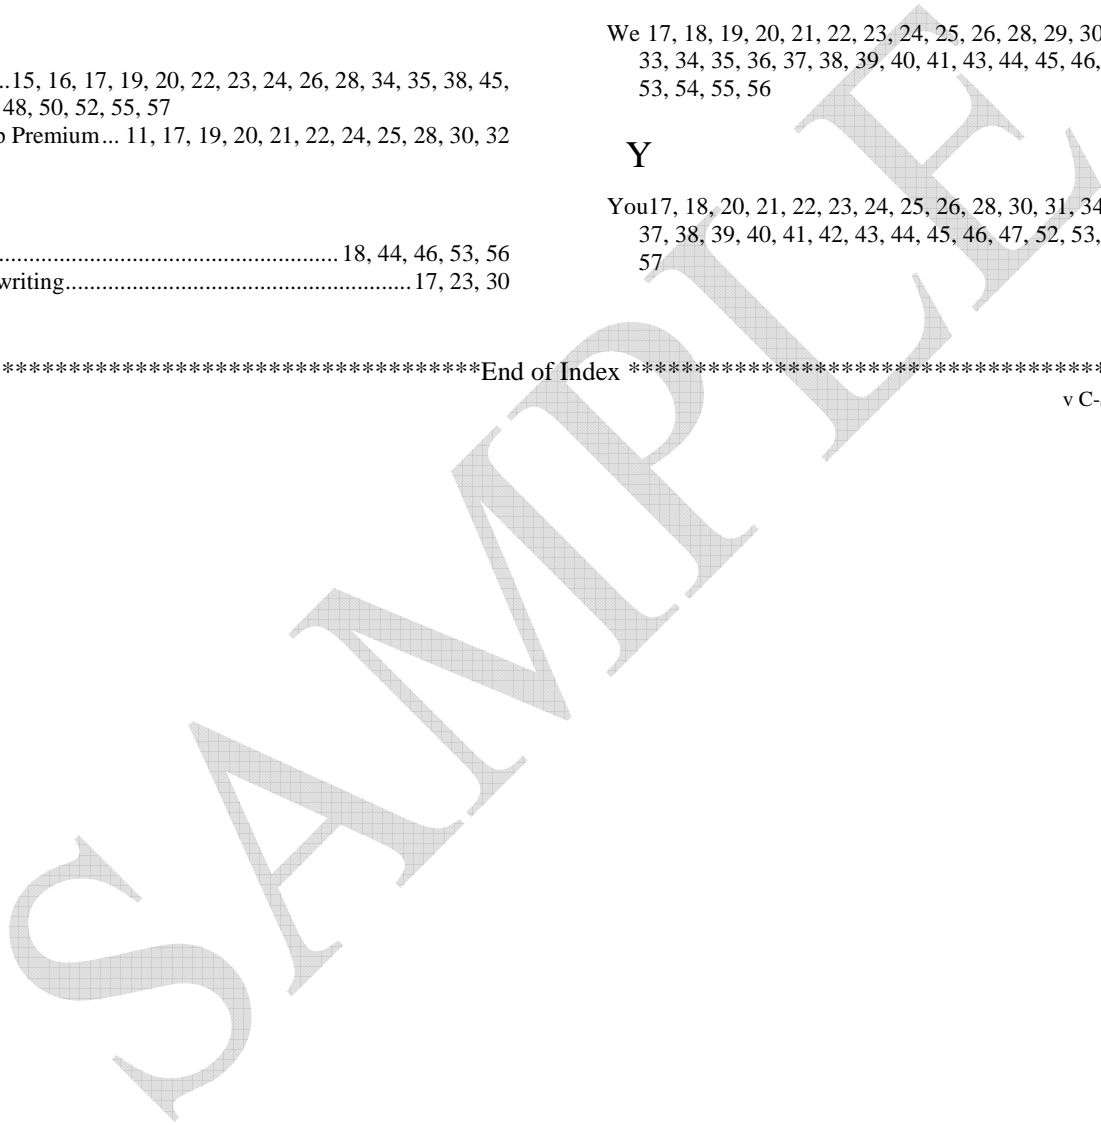 ...15, 16, 17, 19, 20, 22, 23, 24, 26, 28, 34, 35, 38, 45,
48, 50, 52, 55, 57
Premium... 11, 17, 19, 20, 21, 22, 24, 25, 28, 30, 32
.............................................. 18, 44, 46, 53, 56
writing..........................................................17, 23, 30
We 17, 18, 19, 20, 21, 22, 23, 24, 25, 26, 28, 29, 30
33, 34, 35, 36, 37, 38, 39, 40, 41, 43, 44, 45, 46,
53, 54, 55, 56
Y
You17, 18, 20, 21, 22, 23, 24, 25, 26, 28, 30, 31, 34
37, 38, 39, 40, 41, 42, 43, 44, 45, 46, 47, 52, 53,
57
************************************End of Index ************************************
v C-
SAMPLE